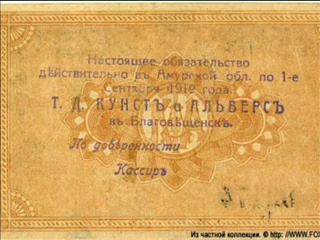 Настоящее обязательство
дѣйствительно въ Амурской обл. по 1-е
Сентября 1919 года.
Т. Д. КУНСТЪ и АЛЬБЕРСЪ
въ Благовѣщенскѣ.
По довѣренности
Кассиръ
Из частной коллекции. © http://WWW.FO